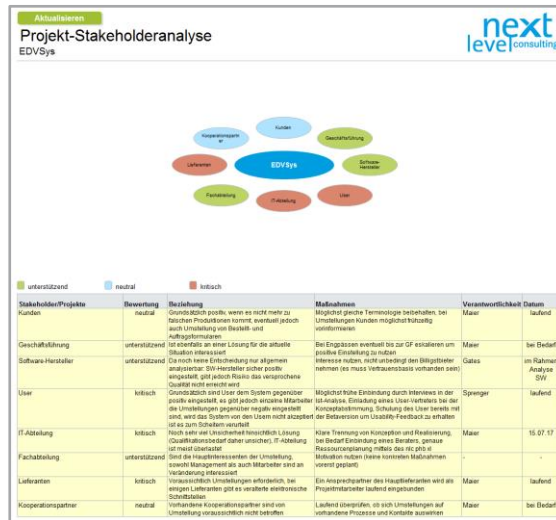 Aktualisieren
Projekt-Stakeholderanalyse
EDVSys
next
level consulting
Kunden
Kooperationspartn
er
Geschäftsführung
Lieferanten
EDVSys
Software-
Hersteller
Fachabteilung
IT-Abteilung
User
unterstützend neutral kritisch
Stakeholder/Projekte Bewertung Beziehung Maßnahmen Verantwortlichkeit Datum
Kunden neutral Grundsätzlich positiv, wenn es nicht mehr zu Möglichst gleiche Terminologie beibehalten, bei Maier laufend
falschen Produktionen kommt, eventuell jedoch Umstellungen Kunden möglichst frühzeitig
auch Umstellung von Bestell- und vorinformieren
Auftragsformularen
Geschäftsführung unterstützend Ist ebenfalls an einer Lösung für die aktuelle Bei Engpässen eventuell bis zur GF eskalieren um Maier bei Bedarf
Situation interessiert positive Einstellung zu nutzen
Software-Hersteller unterstützend Da noch keine Entscheidung nur allgemein Interesse nutzen, nicht unbedingt den Billigstbieter Gates im Rahmen
analysierbar: SW-Hersteller sicher positiv nehmen (es muss Vertrauensbasis vorhanden sein) Analyse
eingestellt, gibt jedoch Risiko das versprochene SW
Qualität nicht erreicht wird
User kritisch Grundsätzlich sind User dem System gegenüber Möglichst frühe Einbindung durch Interviews in der Sprenger laufend
positiv eingestellt, es gibt jedoch einzelne Mitarbeiter Ist-Analyse, Einladung eines User-Vertreters bei der
die Umstellungen gegenüber negativ eingestellt Konzeptabstimmung, Schulung des User bereits mit
sind, wird das System von den Usern nicht akzeptiert der Betaversion um Usability-Feedback zu erhalten
ist es zum Scheitern verurteilt
IT-Abteilung kritisch Noch sehr viel Unsicherheit hinsichtlich Lösung Klare Trennung von Konzeption und Realisierung, Maier 15.07.17
(Qualifikationsbedarf daher unsicher), IT-Abteilung bei Bedarf Einbindung eines Beraters, genaue
ist meist überlastet Ressourcenplanung mittels des nlc phb xl
Fachabteilung unterstützend Sind die Hauptinteressenten der Umstellung, Motivation nutzen (keine konkreten Maßnahmen - -
sowohl Management als auch Mitarbeiter sind an vorerst geplant)
Veränderung interessiert
Lieferanten kritisch Voraussichtlich Umstellungen erforderlich, bei Ein Ansprechpartner des Hauptlieferanten wird als Maier laufend
einigen Lieferanten gibt es veraltete elektronische Projektmitarbeiter laufend eingebunden
Schnittstellen
Kooperationspartner neutral Vorhandene Kooperationspartner sind von Laufend überprüfen, ob sich Umstellungen auf Maier bei Bedarf
Umstellung voraussichtlich nicht betroffen vorhandene Prozesse und Kontakte auswirken